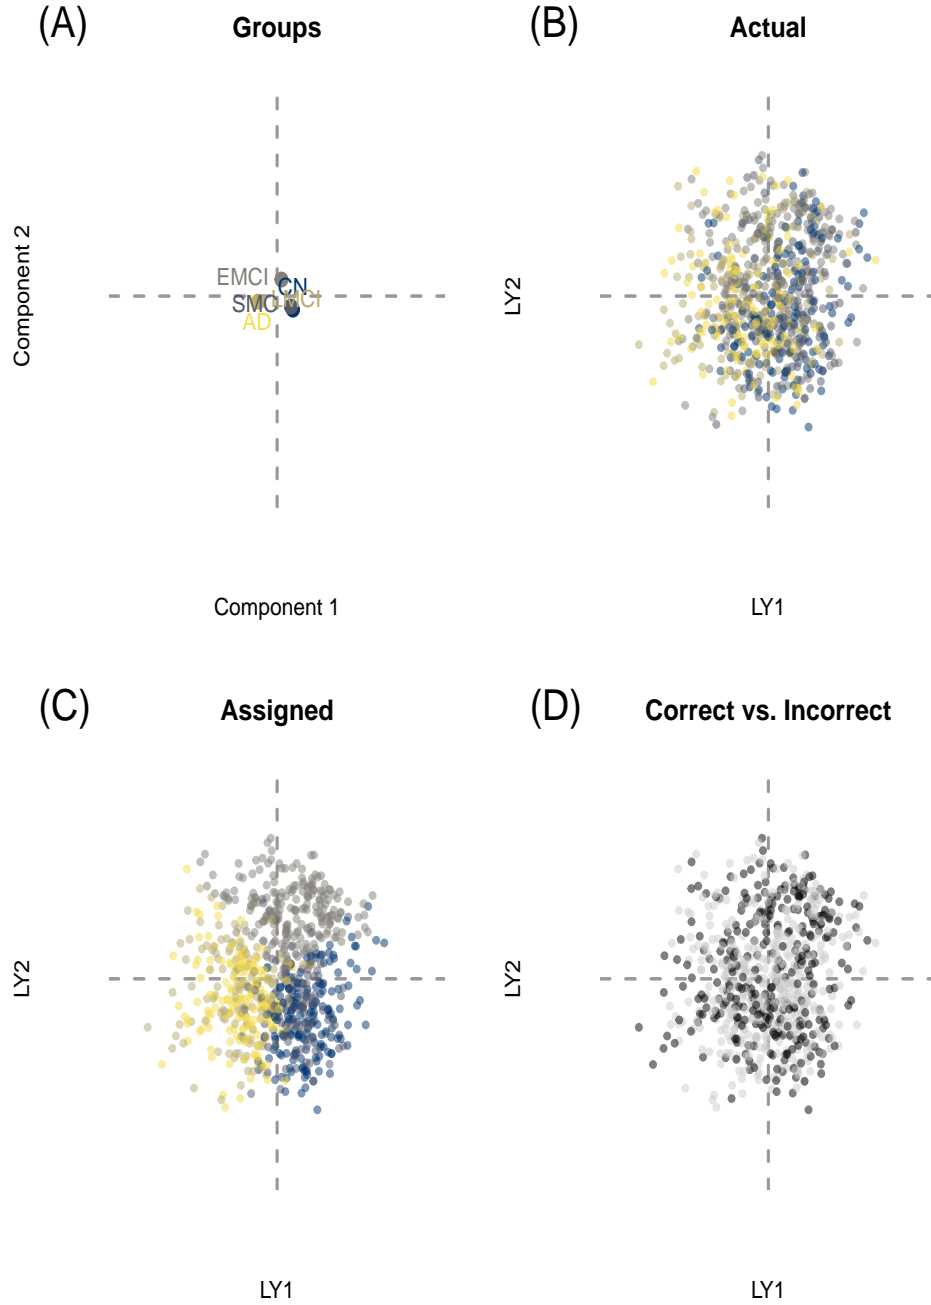 (A)
Groups
(B)
Actual
Component 2
EMCI
CN
SMC
LMCI
AD
LY2
Component 1
LY1
(C)
Assigned
(D)
Correct vs. Incorrect
LY2
LY2
LY1
LY1